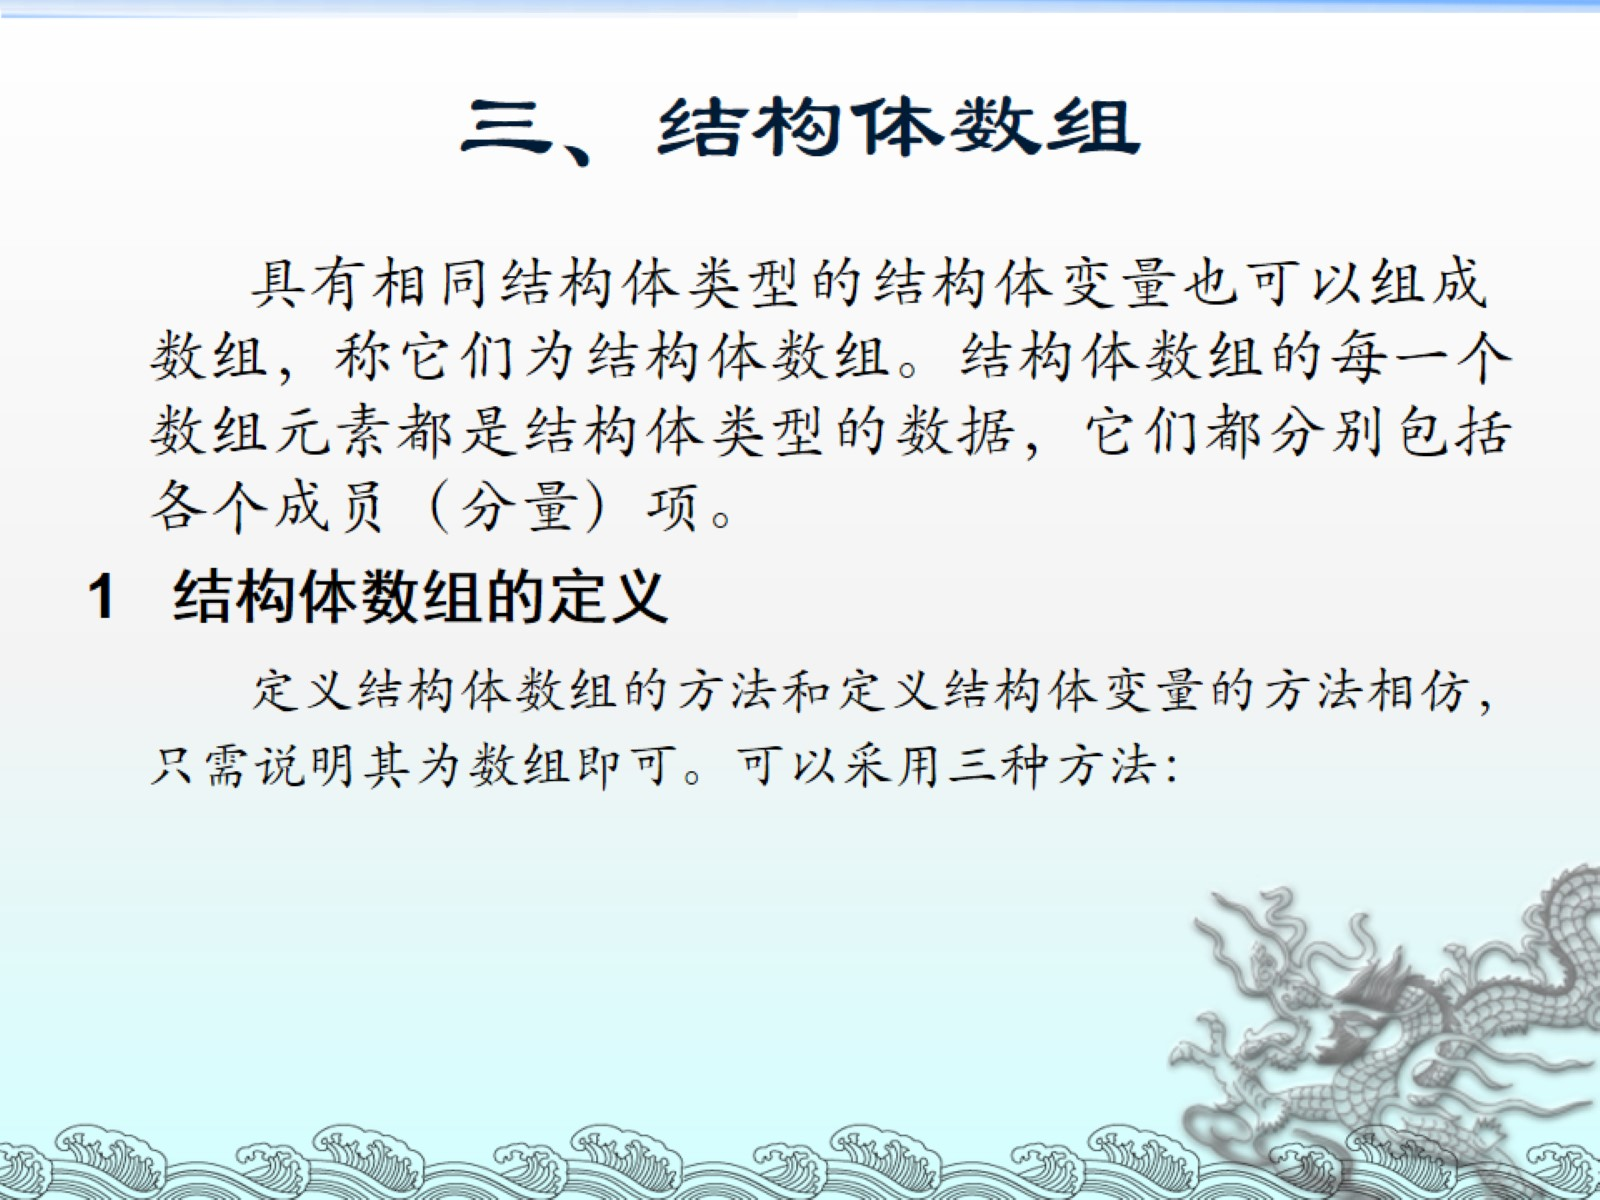 三、结构体数组
具有相同结构体类型的结构体变量也可以组成
数组，称它们为结构体数组。结构体数组的每一个
数组元素都是结构体类型的数据，它们都分别包括
各个成员（分量）项。
1 结构体数组的定义
定义结构体数组的方法和定义结构体变量的方法相仿，
只需说明其为数组即可。可以采用三种方法：